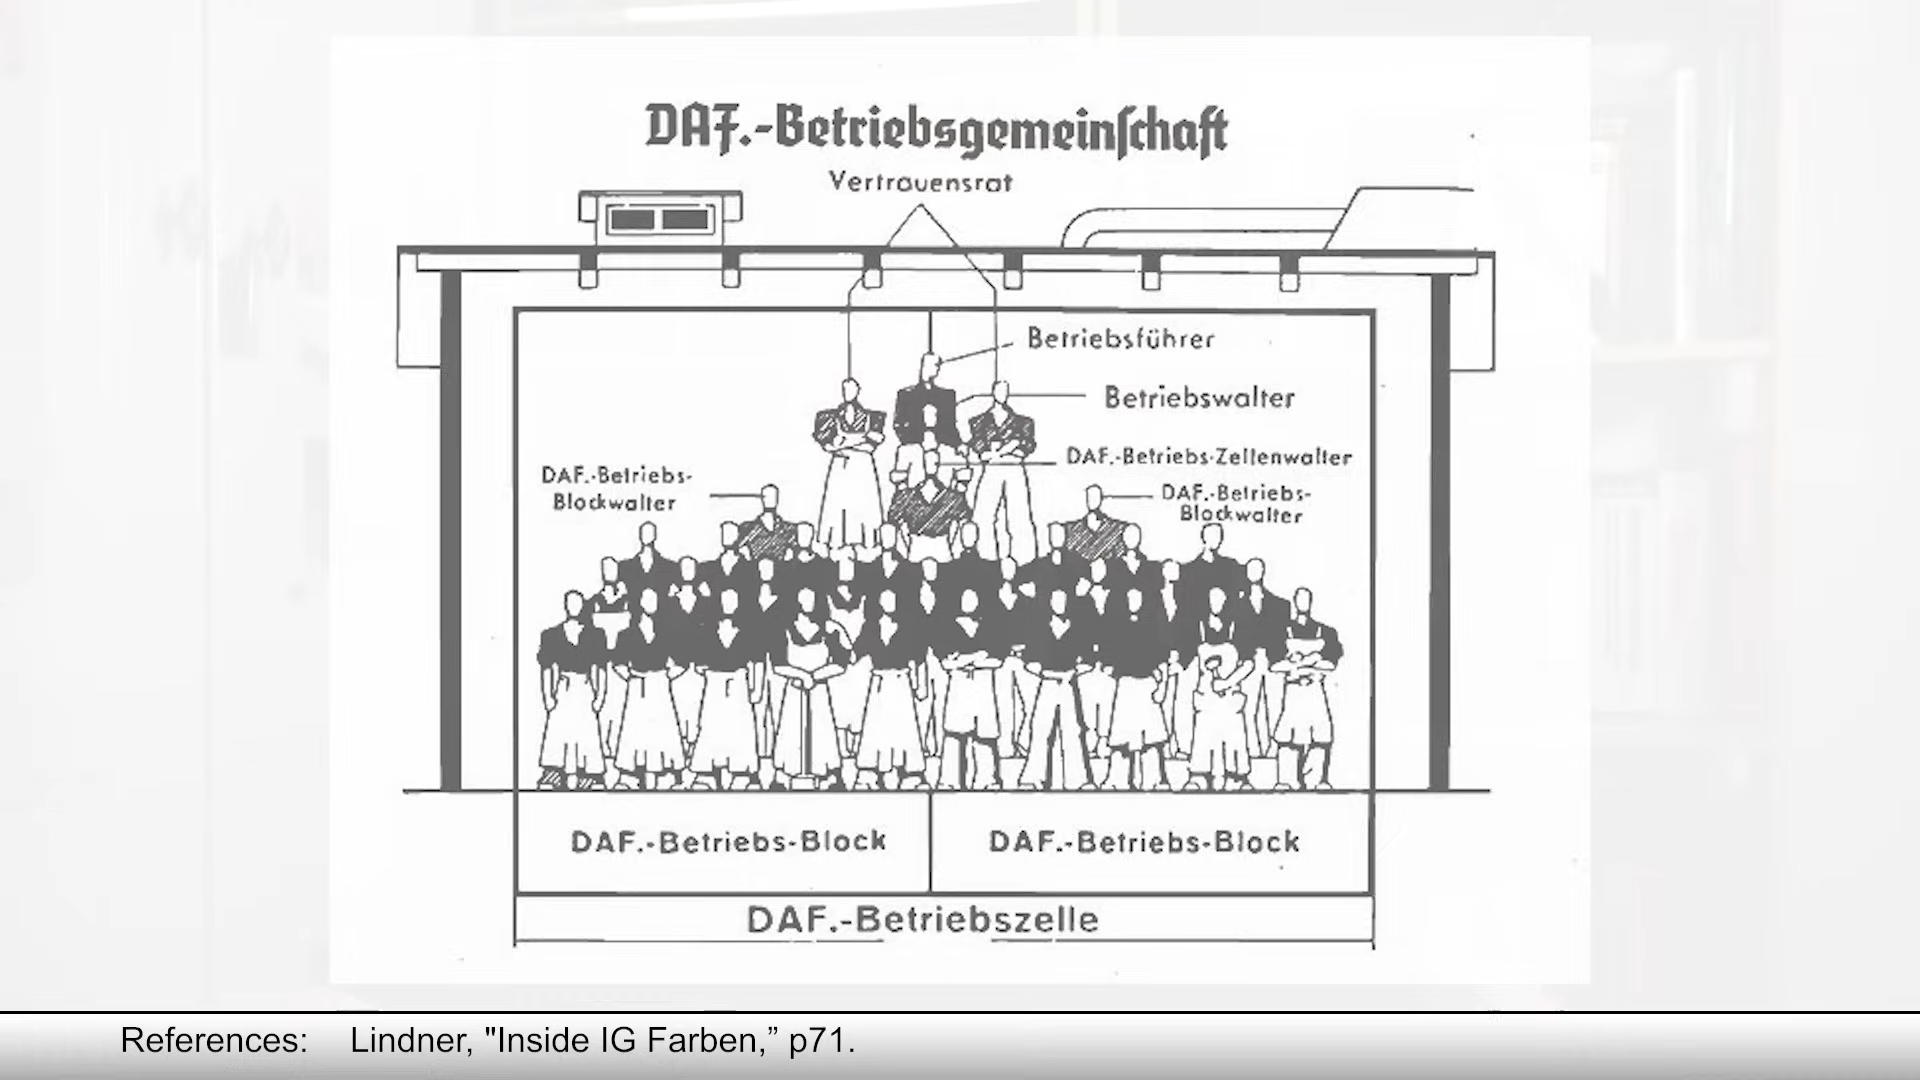 DAF.-Betriebsgemeinſchaft
Vertrauensrat
Betriebsführer
Betriebswalter
DAF.-Betriebs-Zellenwalter
DAF.-Betriebs-
Blockwalter
DAF.-Betriebs-
Blockwalter
DAF.-Betriebs-Block
DAF.-Betriebs-Block
DAF.-Betriebszelle
References: Lindner, "Inside IG Farben,” p71.